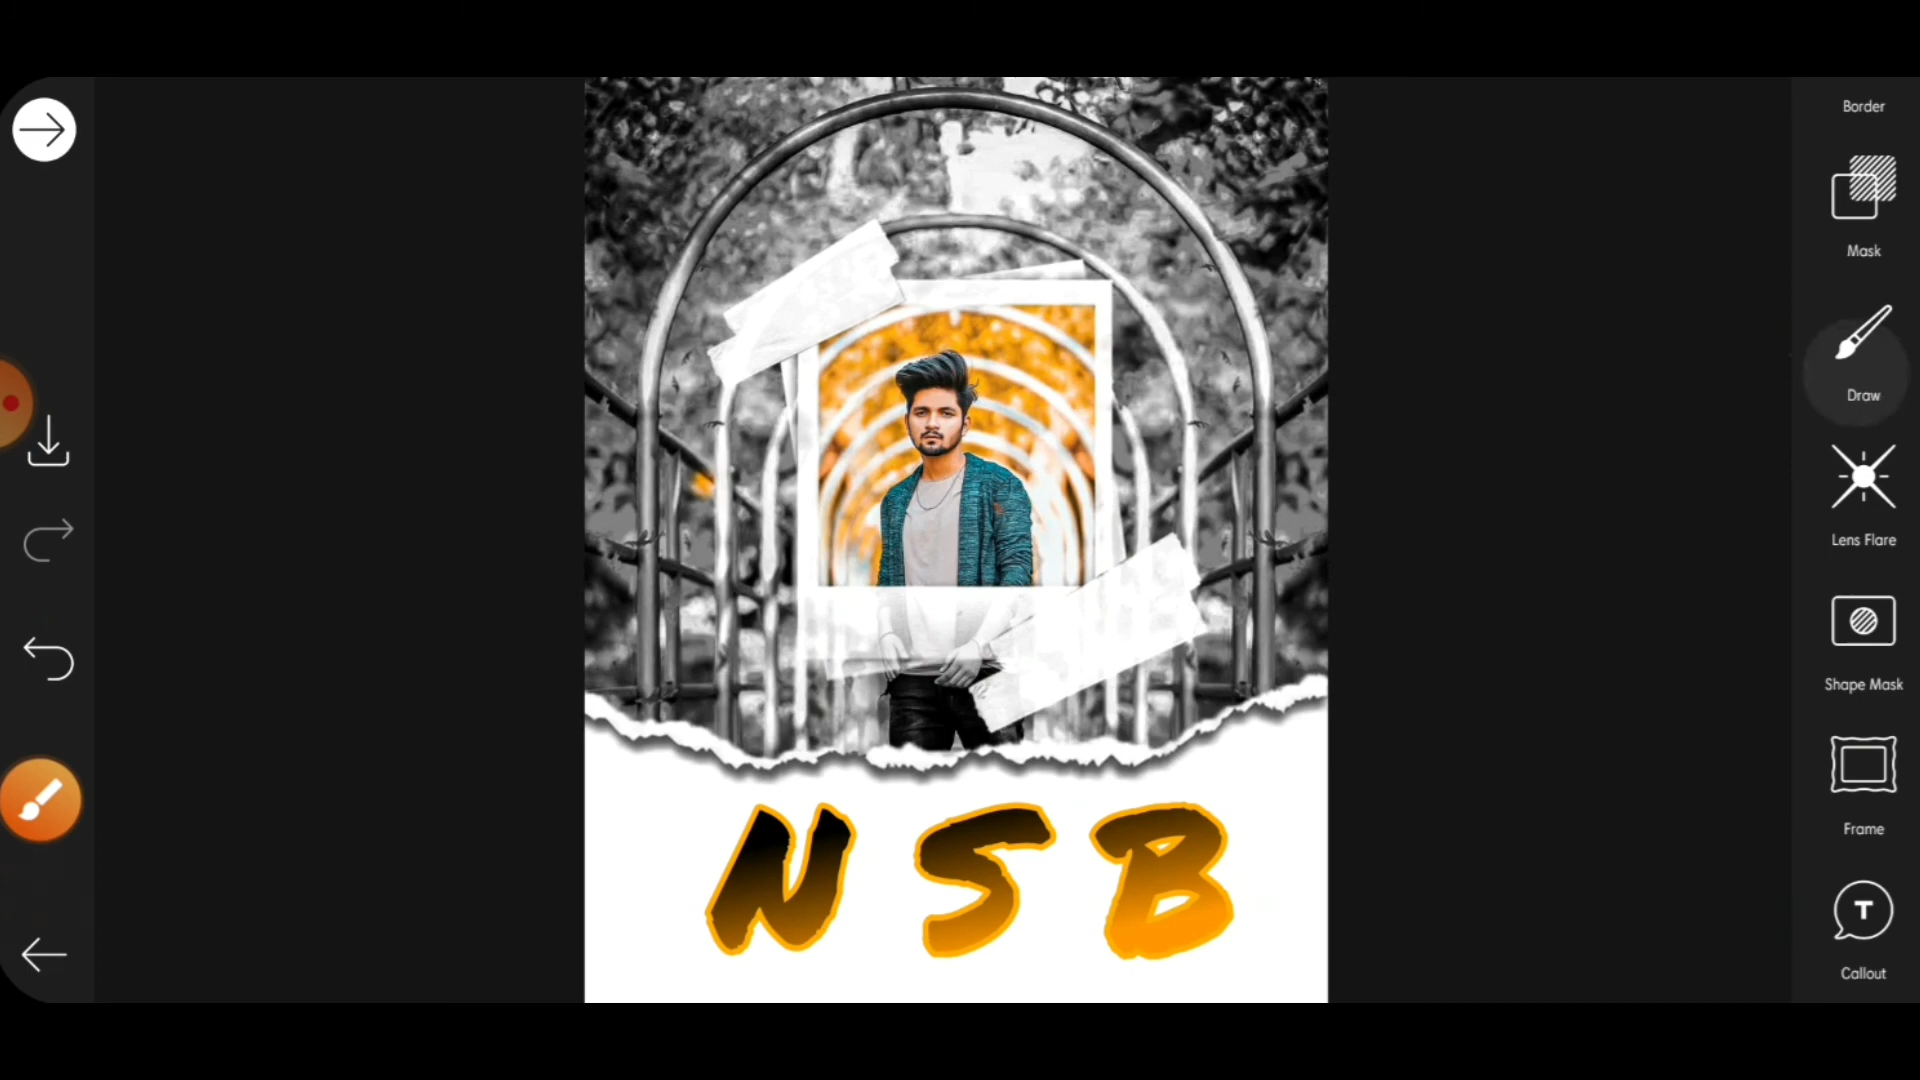 Border
Mask
Draw
Lens Flare
Shape Mask
Frame
T
Callout
N S B